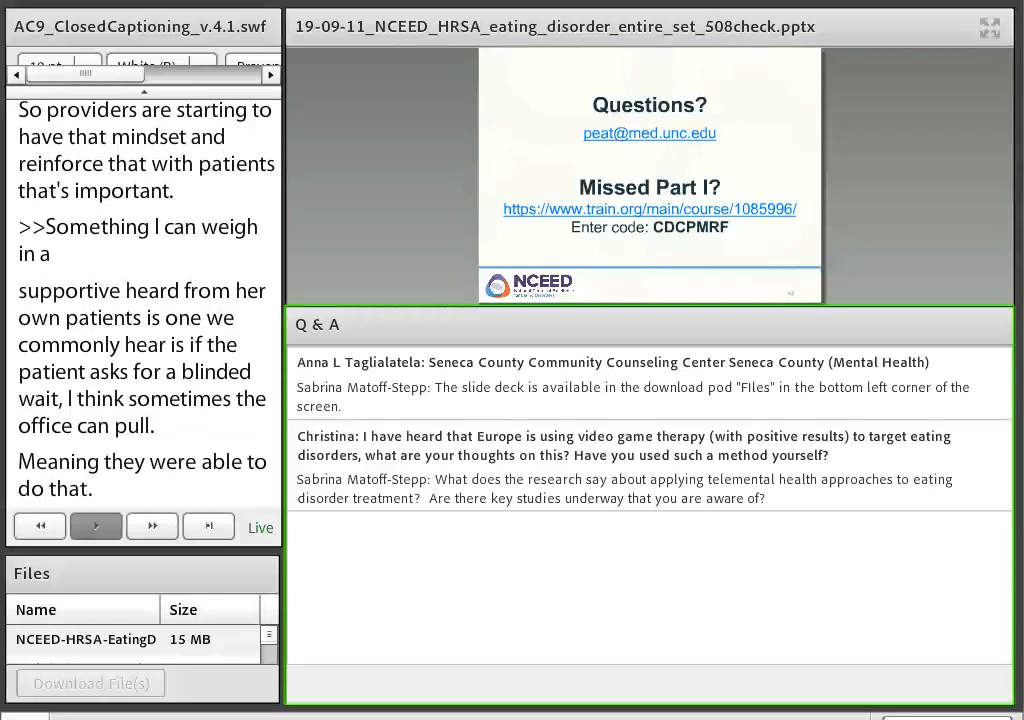 AC9_ClosedCaptioning_v.4.1.swf
So providers are starting to
have that mindset and
reinforce that with patients
that's important.
>>Something I can weigh
in a
supportive heard from her
own patients is one we
commonly hear is if the
patient asks for a blinded
wait, I think sometimes the
office can pull.
Meaning they were able to
do that.
Live
Files
Name Size
NCEED-HRSA-EatingD 15 MB
Download File(s)
19-09-11_NCEED_HRSA_eating_disorder_entire_set_508check.pptx
Questions?
peat@med.unc.edu
Missed Part I?
https://www.train.org/main/course/1085996/
Enter code: CDCPMRF
NCEED
Q & A
Anna L Taglialatela: Seneca County Community Counseling Center Seneca County (Mental Health)
Sabrina Matoff-Stepp: The slide deck is available in the download pod "FIles" in the bottom left corner of the
screen.
Christina: I have heard that Europe is using video game therapy (with positive results) to target eating
disorders, what are your thoughts on this? Have you used such a method yourself?
Sabrina Matoff-Stepp: What does the research say about applying telemental health approaches to eating
disorder treatment? Are there key studies underway that you are aware of?